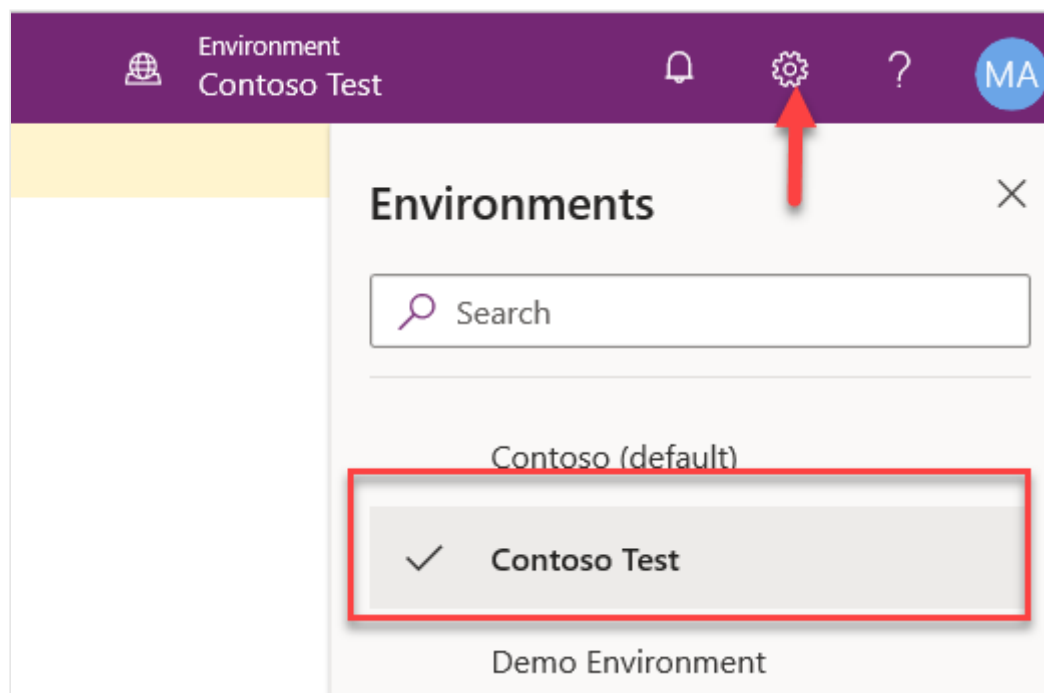 Environment
Contoso Test
?
MA
Environments
Search
Contoso (default)
Contoso Test
Demo Environment